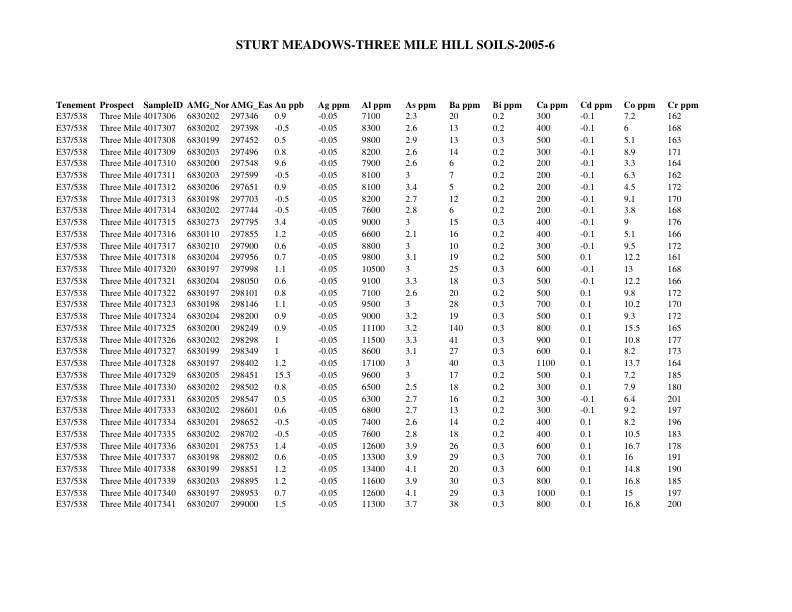 STURT MEADOWS-THREE MILE HILL SOILS-2005-6
Tenement Prospect SampleID AMG_Nor AMG_Eas Au ppb Ag ppm Al ppm As ppm Ba ppm Bi ppm Ca ppm Cd ppm Co ppm Cr ppm
E37/538 Three Mile 4017306 6830202 297346 0.9 -0.05 7100 2.3 20 0.2 300 -0.1 7.2 162
E37/538 Three Mile 4017307 6830202 297398 -0.5 -0.05 8300 2.6 13 0.2 400 -0.1 6 168
E37/538 Three Mile 4017308 6830199 297452 0.5 -0.05 9800 2.9 13 0.3 500 -0.1 5.1 163
E37/538 Three Mile 4017309 6830203 297496 0.8 -0.05 8200 2.6 14 0.2 300 -0.1 8.9 171
E37/538 Three Mile 4017310 6830200 297548 9.6 -0.05 7900 2.6 6 0.2 200 -0.1 3.3 164
E37/538 Three Mile 4017311 6830203 297599 -0.5 -0.05 8100 3 7 0.2 200 -0.1 6.3 162
E37/538 Three Mile 4017312 6830206 297651 0.9 -0.05 8100 3.4 5 0.2 200 -0.1 4.5 172
E37/538 Three Mile 4017313 6830198 297703 -0.5 -0.05 8200 2.7 12 0.2 200 -0.1 9.1 170
E37/538 Three Mile 4017314 6830202 297744 -0.5 -0.05 7600 2.8 6 0.2 200 -0.1 3.8 168
E37/538 Three Mile 4017315 6830273 297795 3.4 -0.05 9000 3 15 0.3 400 -0.1 9 176
E37/538 Three Mile 4017316 6830110 297855 1.2 -0.05 6600 2.1 16 0.2 400 -0.1 5.1 166
E37/538 Three Mile 4017317 6830210 297900 0.6 -0.05 8800 3 10 0.2 300 -0.1 9.5 172
E37/538 Three Mile 4017318 6830204 297956 0.7 -0.05 9800 3.1 19 0.2 500 0.1 12.2 161
E37/538 Three Mile 4017320 6830197 297998 1.1 -0.05 10500 3 25 0.3 600 -0.1 13 168
E37/538 Three Mile 4017321 6830204 298050 0.6 -0.05 9100 3.3 18 0.3 500 -0.1 12.2 166
E37/538 Three Mile 4017322 6830197 298101 0.8 -0.05 7100 2.6 20 0.2 500 0.1 9.8 172
E37/538 Three Mile 4017323 6830198 298146 1.1 -0.05 9500 3 28 0.3 700 0.1 10.2 170
E37/538 Three Mile 4017324 6830204 298200 0.9 -0.05 9000 3.2 19 0.3 500 0.1 9.3 172
E37/538 Three Mile 4017325 6830200 298249 0.9 -0.05 11100 3.2 140 0.3 800 0.1 15.5 165
E37/538 Three Mile 4017326 6830202 298298 1 -0.05 11500 3.3 41 0.3 900 0.1 10.8 177
E37/538 Three Mile 4017327 6830199 298349 1 -0.05 8600 3.1 27 0.3 600 0.1 8.2 173
E37/538 Three Mile 4017328 6830197 298402 1.2 -0.05 17100 3 40 0.3 1100 0.1 13.7 164
E37/538 Three Mile 4017329 6830205 298451 15.3 -0.05 9600 3 17 0.2 500 0.1 7.2 185
E37/538 Three Mile 4017330 6830202 298502 0.8 -0.05 6500 2.5 18 0.2 300 0.1 7.9 180
E37/538 Three Mile 4017331 6830205 298547 0.5 -0.05 6300 2.7 16 0.2 300 -0.1 6.4 201
E37/538 Three Mile 4017333 6830202 298601 0.6 -0.05 6800 2.7 13 0.2 300 -0.1 9.2 197
E37/538 Three Mile 4017334 6830201 298652 -0.5 -0.05 7400 2.6 14 0.2 400 0.1 8.2 196
E37/538 Three Mile 4017335 6830202 298702 -0.5 -0.05 7600 2.8 18 0.2 400 0.1 10.5 183
E37/538 Three Mile 4017336 6830201 298753 1.4 -0.05 12600 3.9 26 0.3 600 0.1 16.7 178
E37/538 Three Mile 4017337 6830198 298802 0.6 -0.05 13300 3.9 29 0.3 700 0.1 16 191
E37/538 Three Mile 4017338 6830199 298851 1.2 -0.05 13400 4.1 20 0.3 600 0.1 14.8 190
E37/538 Three Mile 4017339 6830202 298895 1.2 -0.05 11600 3.9 30 0.3 800 0.1 16.8 185
E37/538 Three Mile 4017340 6830197 298953 0.7 -0.05 12600 4.1 29 0.3 1000 0.1 15 197
E37/538 Three Mile 4017341 6830207 299000 1.5 -0.05 11300 3.7 38 0.3 800 0.1 16.8 200